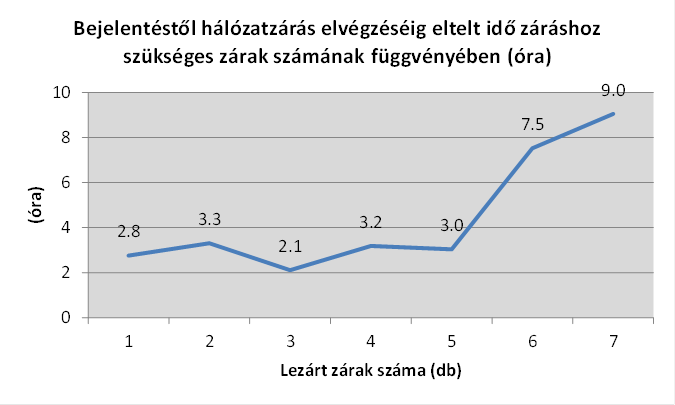 Bejelentéstől hálózatzárás elvégzéséig eltelt idő záráshoz
szükséges zárak számának függvényében (óra)
10
8
6
4
2
0
(óra)
2.8
3.3
2.1
3.2
3.0
7.5
9.0
1 2 3 4 5 6 7
Lezárt zárak száma (db)